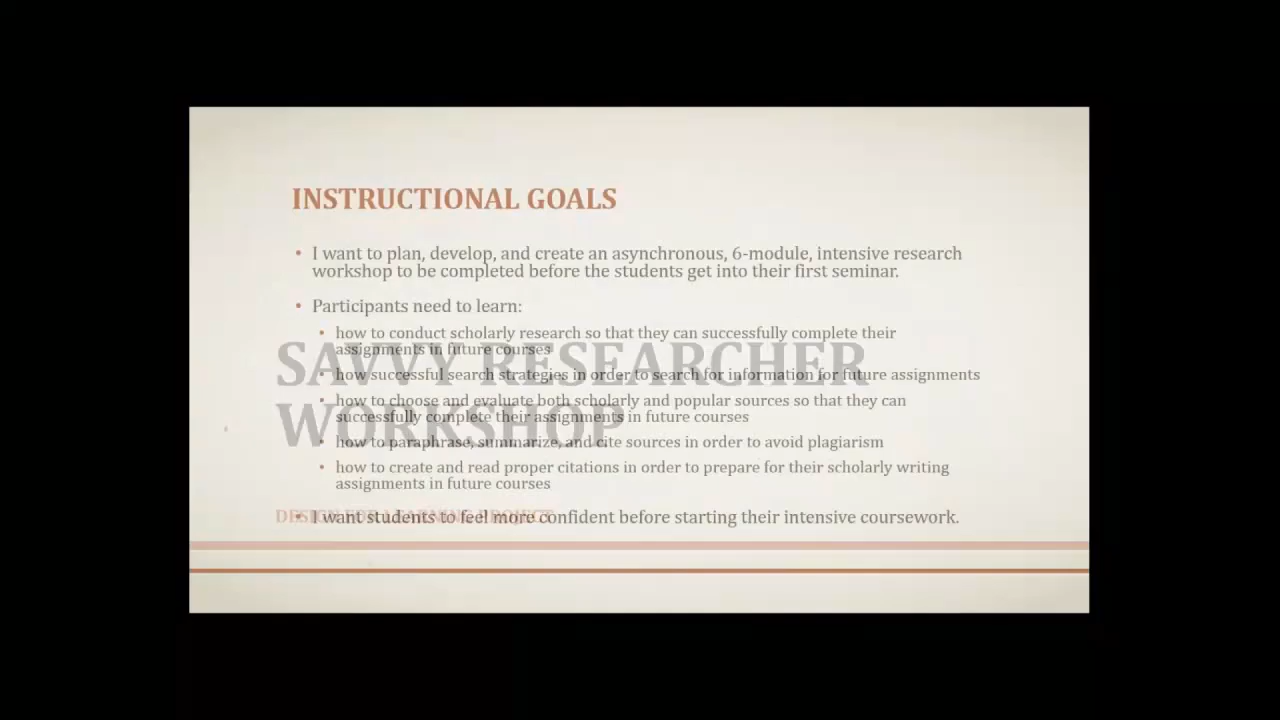 INSTRUCTIONAL GOALS
• I want to plan, develop, and create an asynchronous, 6-module, intensive research
workshop to be completed before the students get into their first seminar.
• Participants need to learn:
• how to conduct scholarly research so that they can successfully complete their
assignments in future courses
• how successful search strategies in order to search for information for future assignments
• how to choose and evaluate both scholarly and popular sources so that they can
successfully complete their assignments in future courses
• how to paraphrase, summarize, and cite sources in order to avoid plagiarism
• how to create and read proper citations in order to prepare for their scholarly writing
assignments in future courses
• I want students to feel more confident before starting their intensive coursework.
SAVVY RESEARCHER
WORKSHOP
DESIGN FOR LEARNING PROJECT